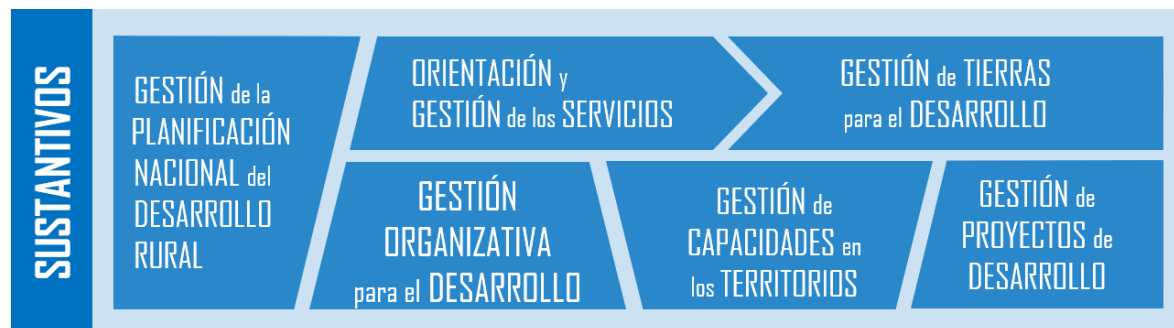 SUSTANTIVOS
GESTIÓN de la
PLANIFICACIÓN
NACIONAL del
DESARROLLO
RURAL
ORIENTACIÓN y
GESTIÓN de los SERVICIOS
GESTIÓN de TIERRAS
para el DESARROLLO
GESTIÓN
ORGANIZATIVA
para el DESARROLLO
GESTIÓN de
CAPACIDADES en
los TERRITORIOS
GESTIÓN de
PROYECTOS de
DESARROLLO